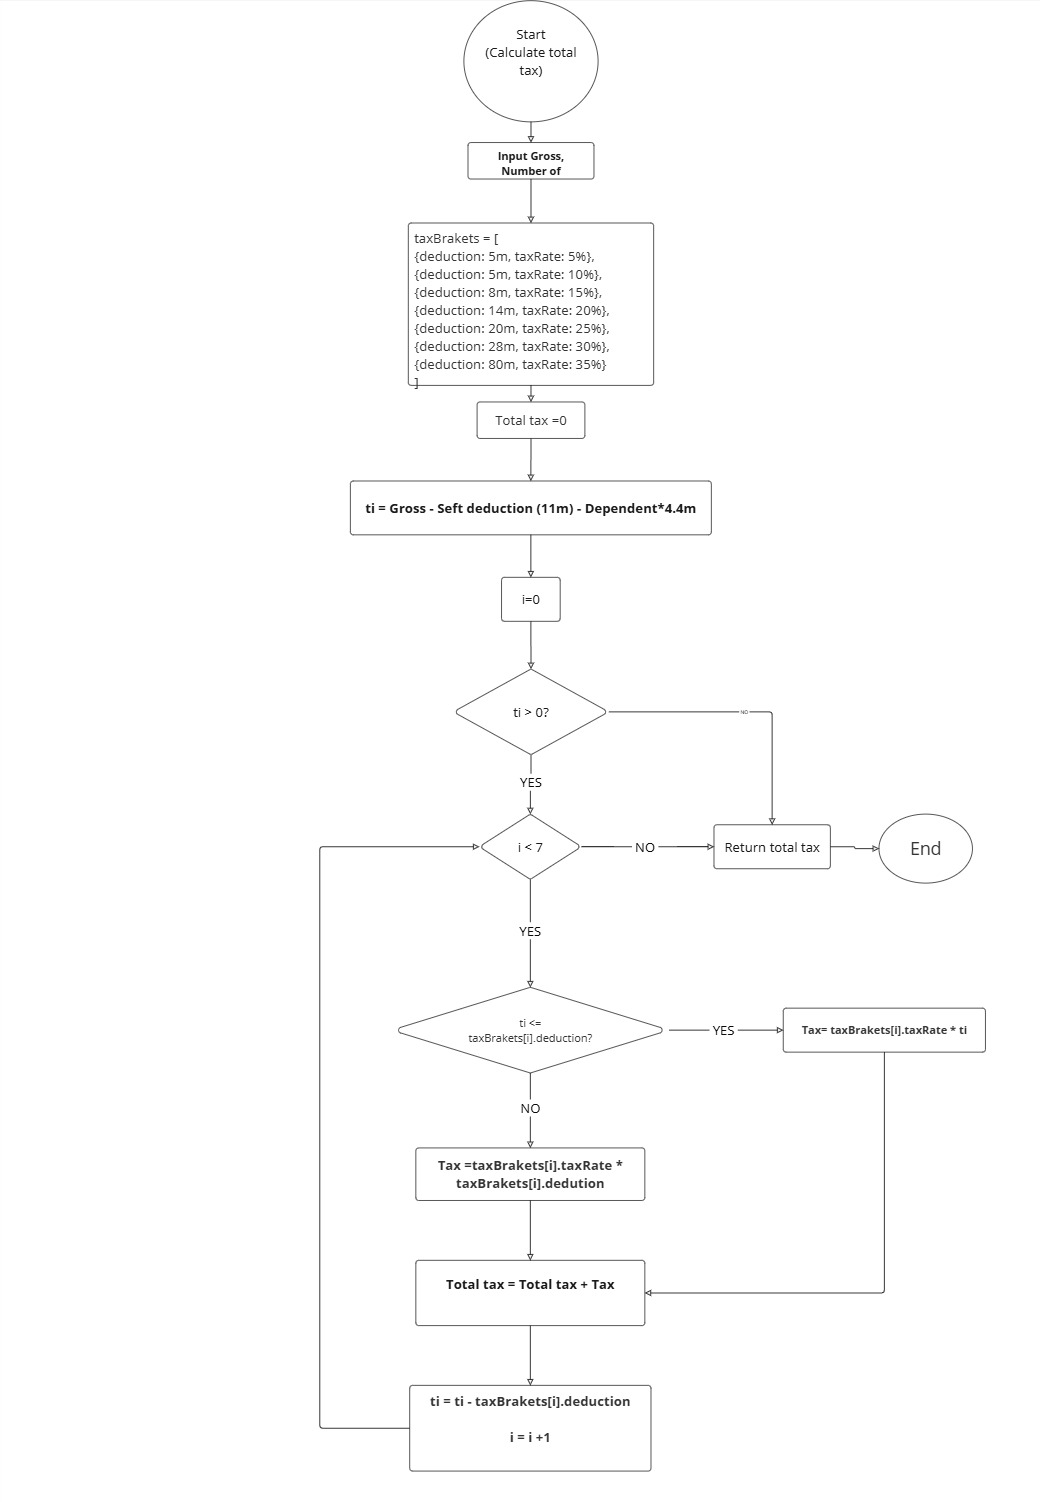 Start
(Calculate total
tax)
Input Gross,
Number of
taxBrakets = [
{deduction: 5m, taxRate: 5%},
{deduction: 5m, taxRate: 10%},
{deduction: 8m, taxRate: 15%},
{deduction: 14m, taxRate: 20%},
{deduction: 20m, taxRate: 25%},
{deduction: 28m, taxRate: 30%},
{deduction: 80m, taxRate: 35%}
]
Total tax =0
ti = Gross - Seft deduction (11m) - Dependent*4.4m
i=0
ti > 0?
NO
YES
i < 7
NO
Return total tax
End
YES
ti <=
taxBrakets[i].deduction?
YES
Tax= taxBrakets[i].taxRate * ti
NO
Tax =taxBrakets[i].taxRate *
taxBrakets[i].dedution
Total tax = Total tax + Tax
ti = ti - taxBrakets[i].deduction
i = i +1